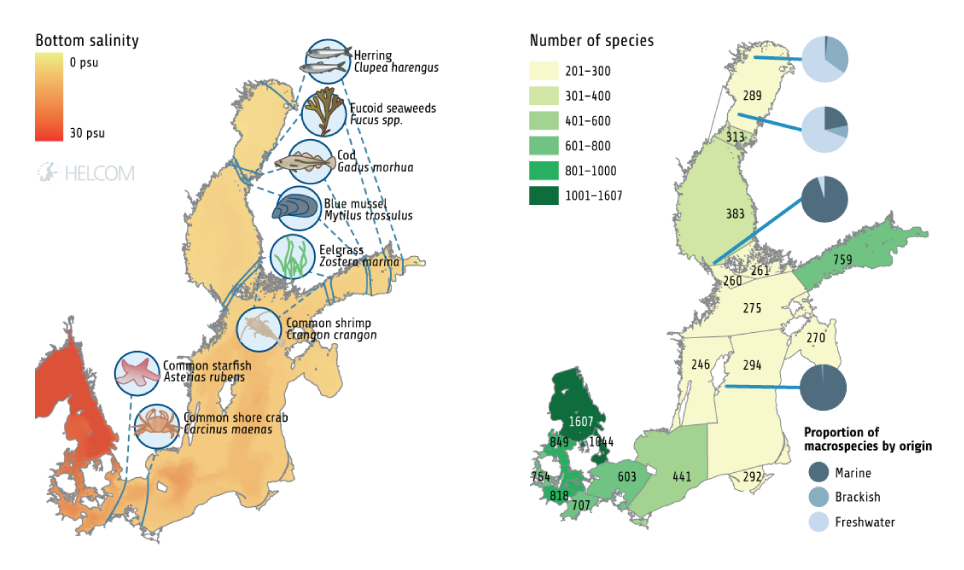 Bottom salinity
0 psu
30 psu
HELCOM
Herring
Clupea harengus
Fucoid seaweeds
Fucus spp.
Cod
Gadus morhua
Blue mussel
Mytilus trossulus
Eelgrass
Zostera marina
Common shrimp
Crangon crangon
Common starfish
Asterias rubens
Common shore crab
Carcinus maenas
Number of species
201–300
301–400
401–600
601–800
801–1000
1001–1607
289
313
383
759
261
260
275
270
246
294
1607
849
1044
764
603
441
292
818
707
Proportion of
macrospecies by origin
Marine
Brackish
Freshwater